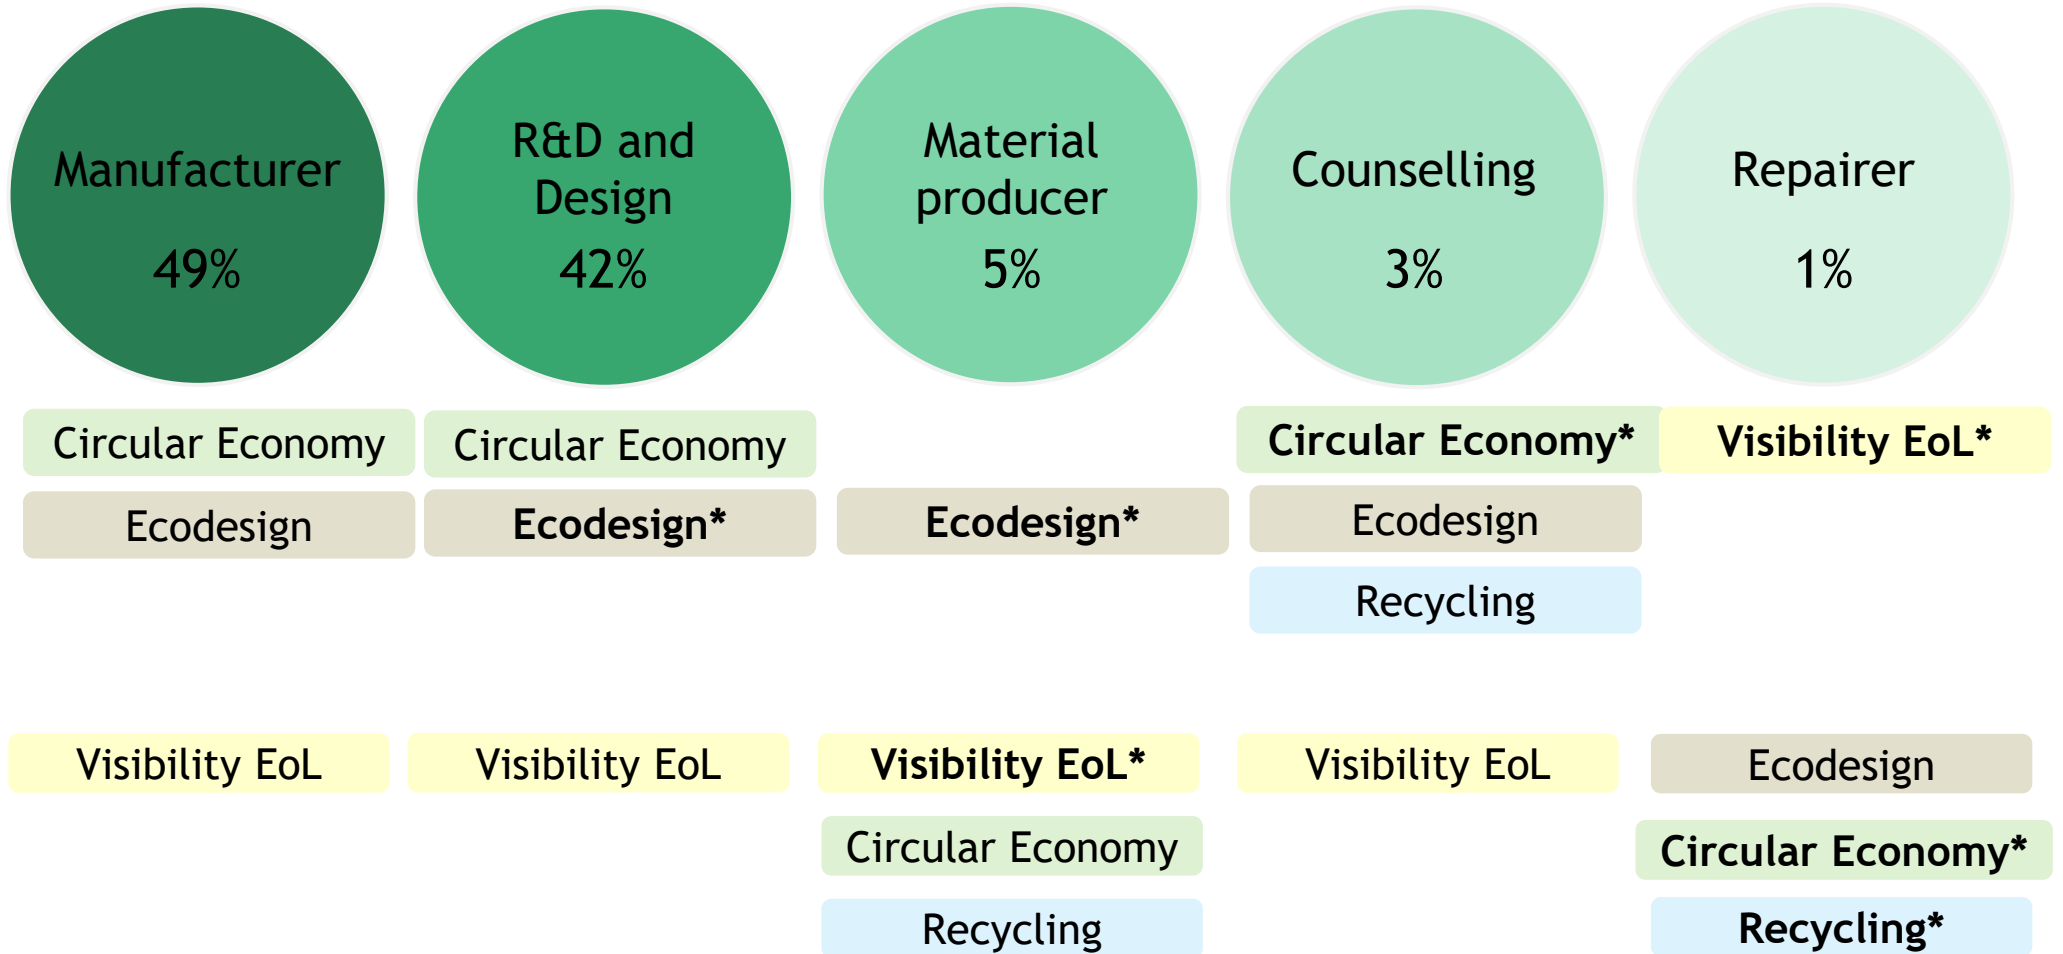 Manufacturer
49%
R&D and
Design
42%
Material
producer
5%
Counselling
3%
Repairer
1%
Circular Economy
Circular Economy
Circular Economy*
Visibility EoL*
Ecodesign
Ecodesign*
Ecodesign*
Ecodesign
Recycling
Visibility EoL
Visibility EoL
Visibility EoL*
Visibility EoL
Ecodesign
Circular Economy
Circular Economy*
Recycling
Recycling*